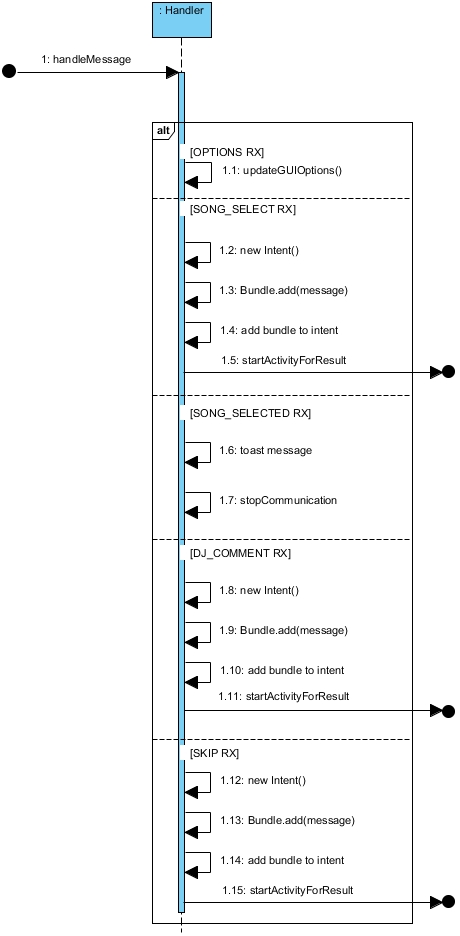 : Handler
1: handleMessage
alt
[OPTIONS RX]
1.1: updateGUIOptions()
[SONG_SELECT RX]
1.2: new Intent()
1.3: Bundle.add(message)
1.4: add bundle to intent
1.5: startActivityForResult
[SONG_SELECTED RX]
1.6: toast message
1.7: stopCommunication
[DJ_COMMENT RX]
1.8: new Intent()
1.9: Bundle.add(message)
1.10: add bundle to intent
1.11: startActivityForResult
[SKIP RX]
1.12: new Intent()
1.13: Bundle.add(message)
1.14: add bundle to intent
1.15: startActivityForResult